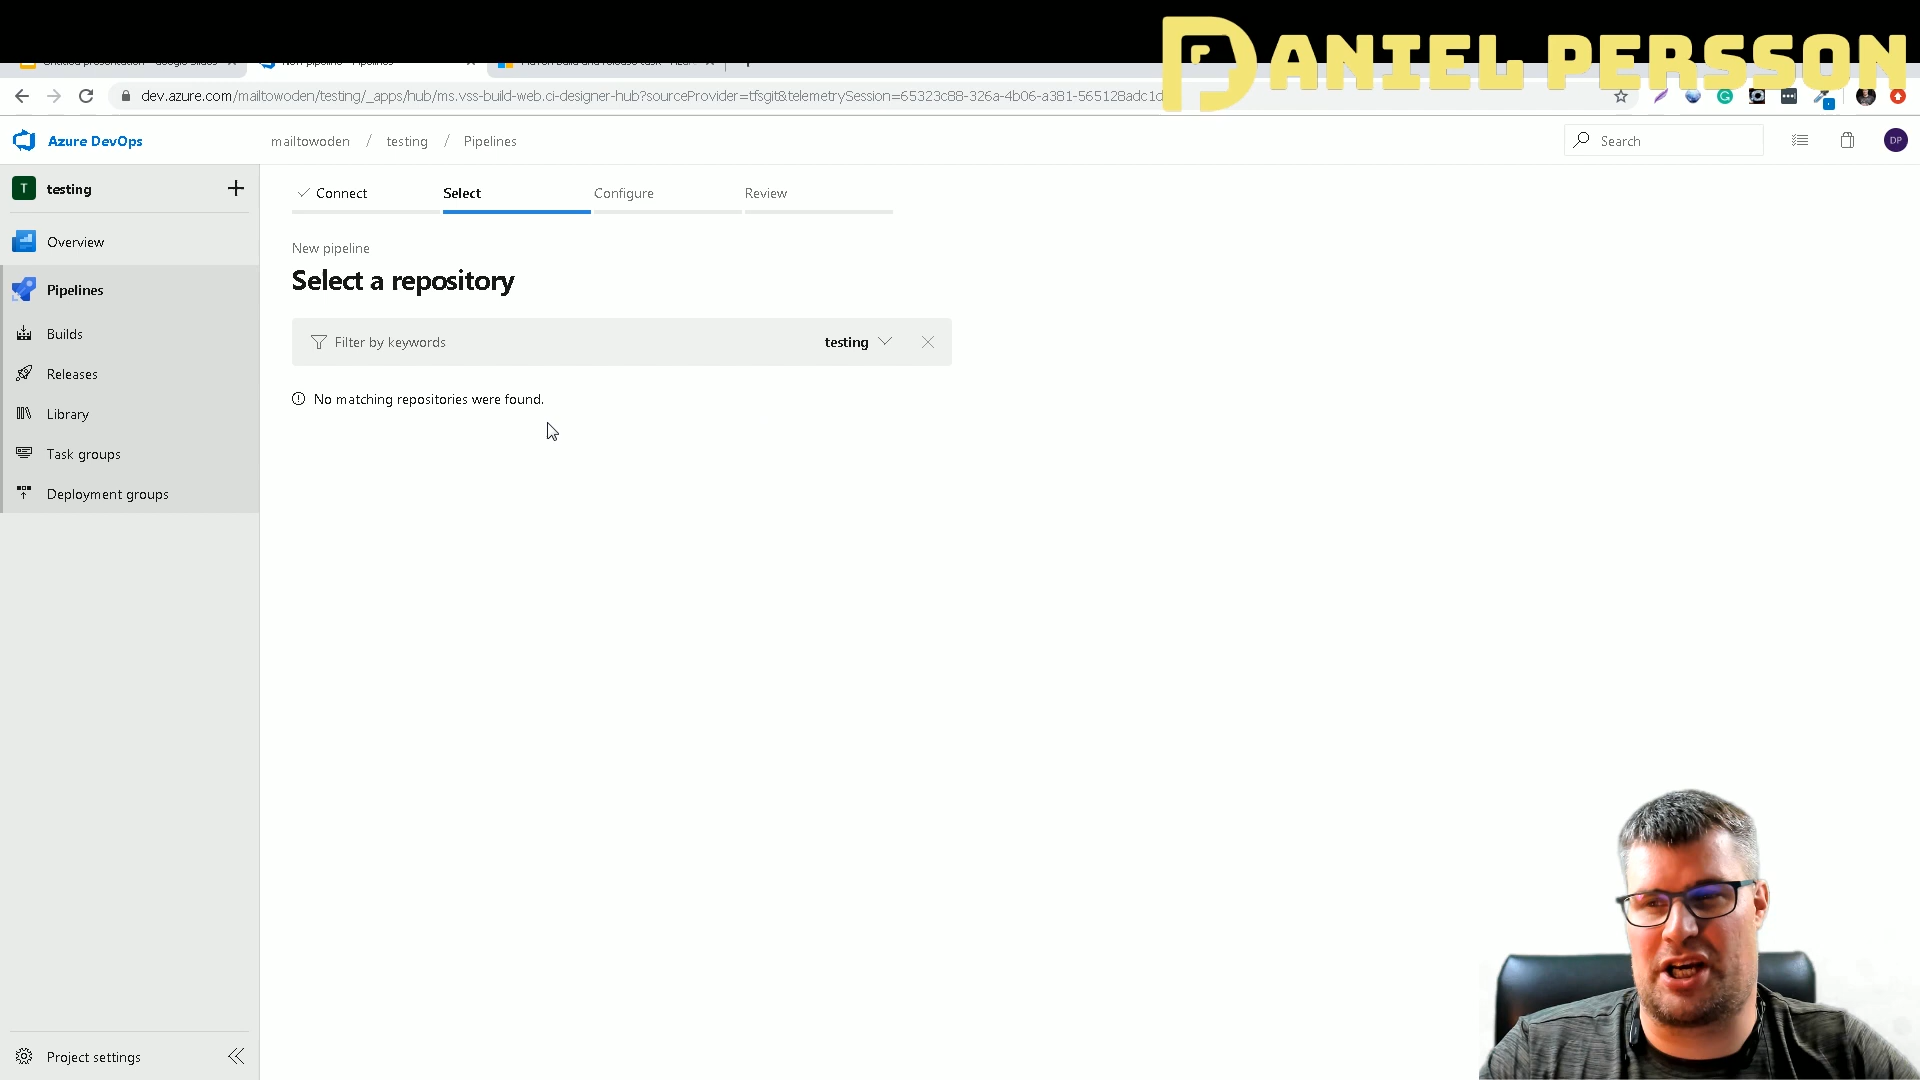 DANIEL PERSSON
dev.azure.com/mailtowoden/testing/_apps/hub/ms.vss-build-web.ci-designer-hub?sourceProvider=tfsgit&telemetrySession=65323c88-326a-4b06-a381-565128adc1d
Azure DevOps
mailtowoden / testing / Pipelines
Search
DP
T testing
Connect Select Configure Review
Overview
New pipeline
Select a repository
Pipelines
Builds
Filter by keywords testing
Releases
No matching repositories were found.
Library
Task groups
Deployment groups
Project settings